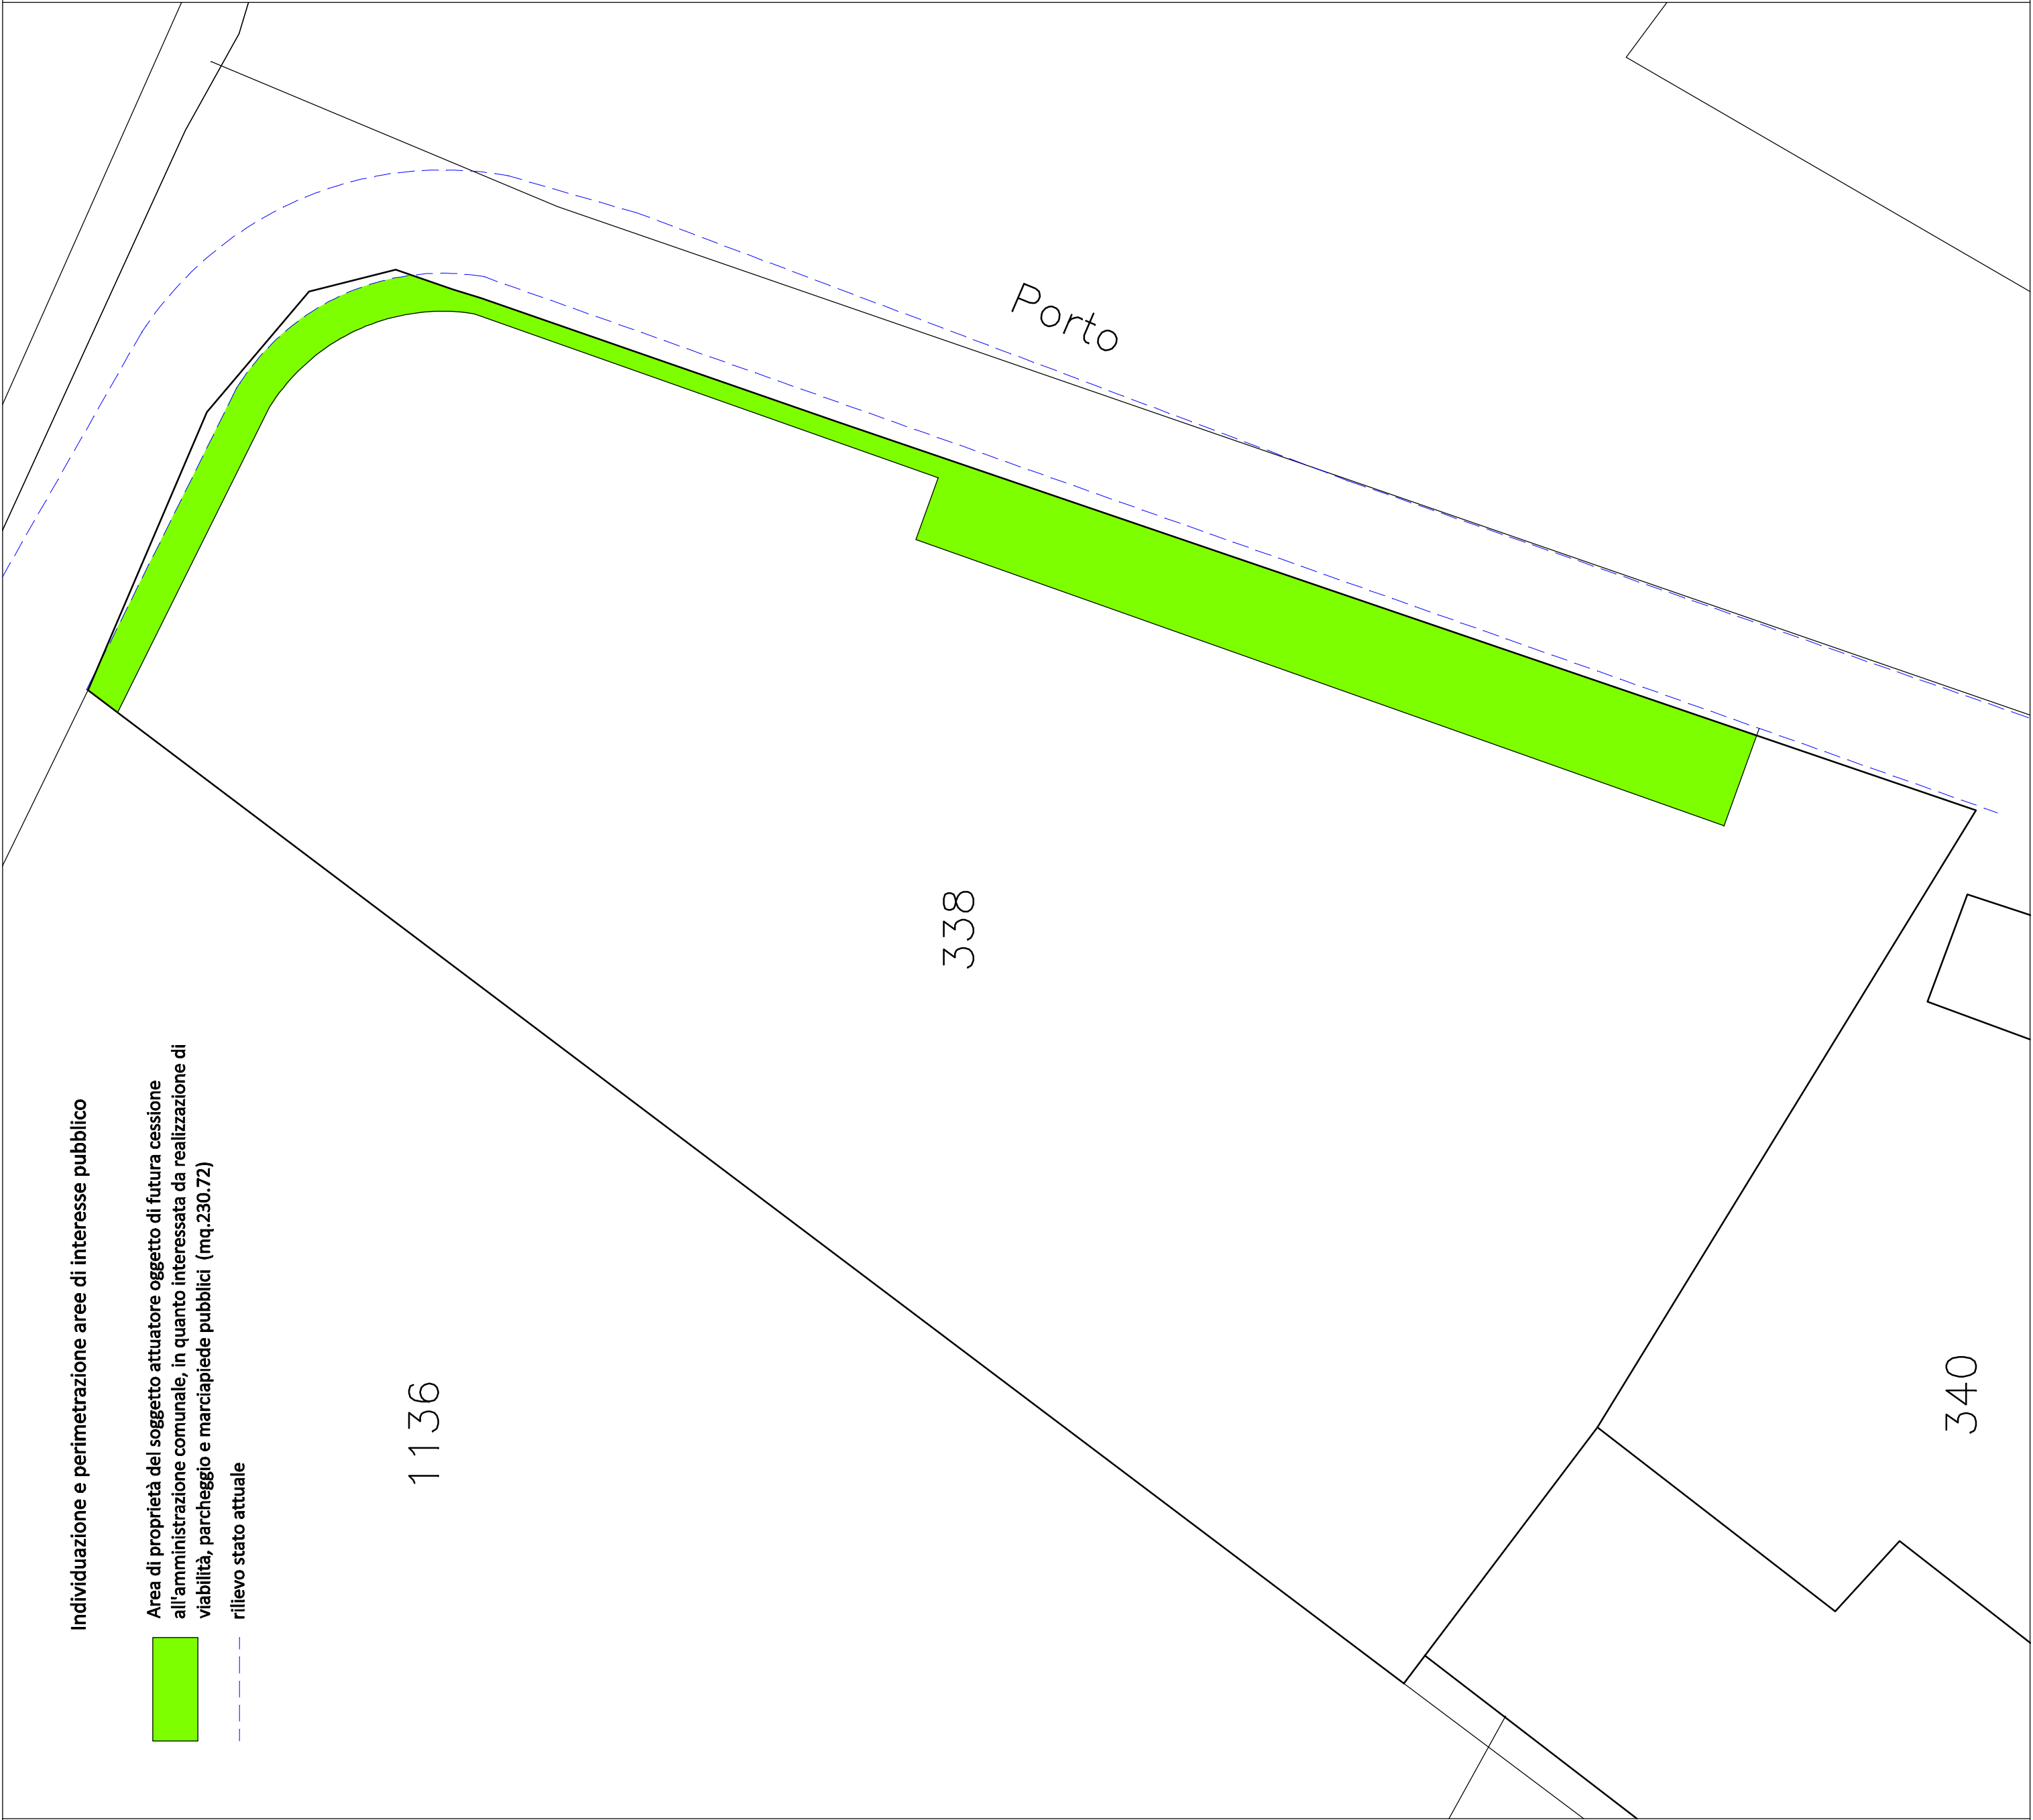 Individuazione e perimetrazione aree di interesse pubblico
Area di proprietà del soggetto attuatore oggetto di futura cessione
all'amministrazione comunale, in quanto interessata da realizzazione di
viabilità, parcheggio e marciapiede pubblici (mq.230.72)
rilievo stato attuale
1136
338
Porto
340